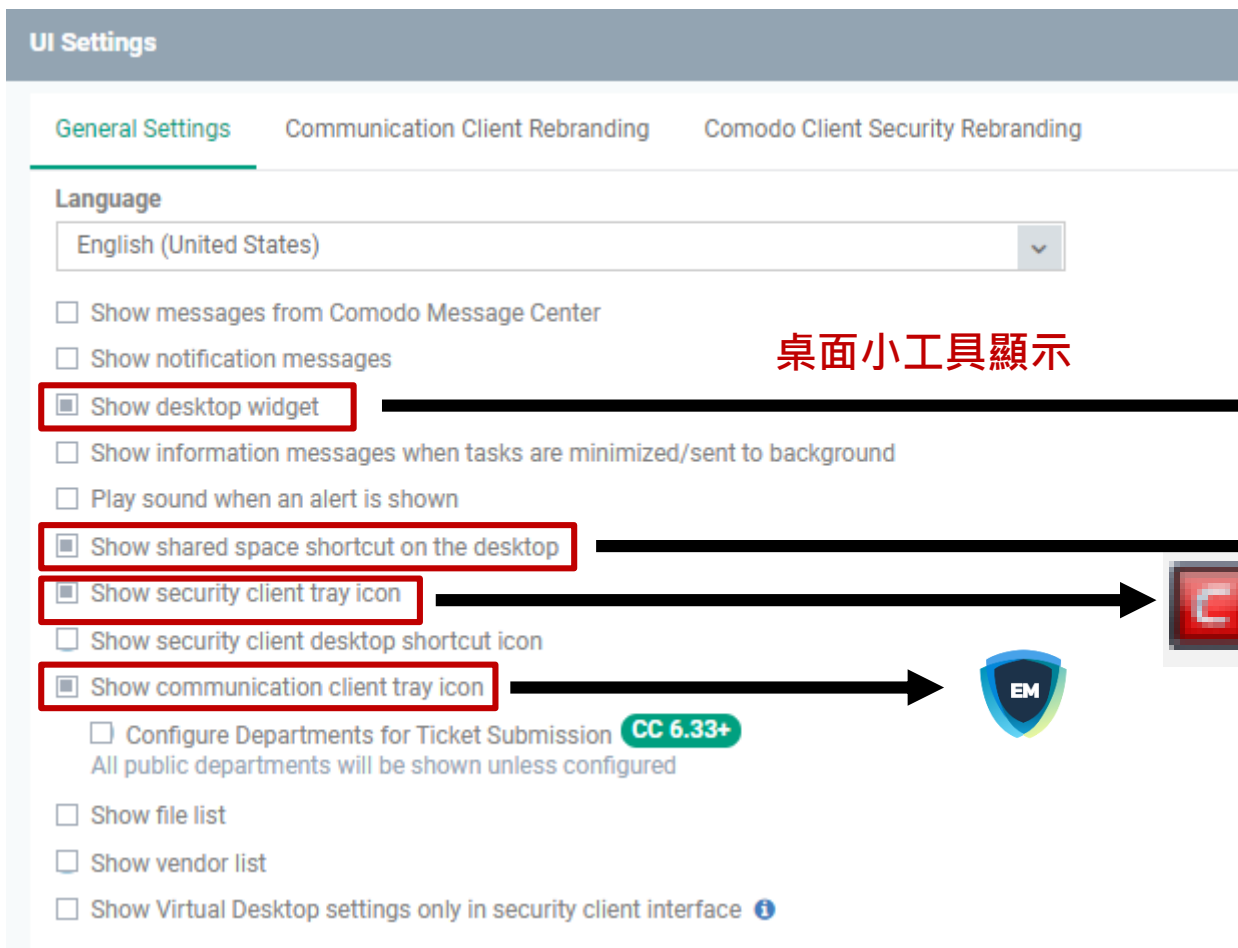 UI Settings
General Settings Communication Client Rebranding Comodo Client Security Rebranding
Language
English (United States)
Show messages from Comodo Message Center
Show notification messages
桌面小工具顯示
Show desktop widget
Show information messages when tasks are minimized/sent to background
Play sound when an alert is shown
Show shared space shortcut on the desktop
Show security client tray icon
C
Show security client desktop shortcut icon
Show communication client tray icon
EM
Configure Departments for Ticket Submission CC 6.33+
All public departments will be shown unless configured
Show file list
Show vendor list
Show Virtual Desktop settings only in security client interface